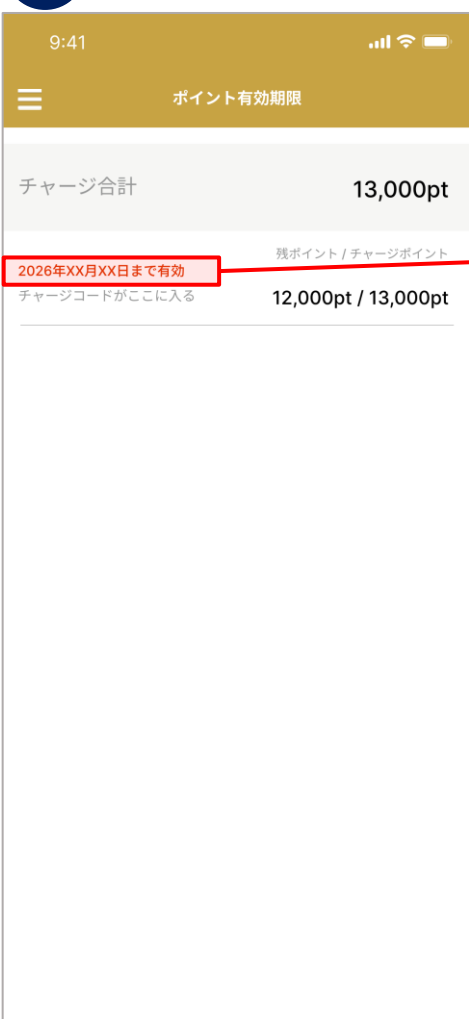 9:41
ポイント有効期限
チャージ合計
13,000pt
残ポイント / チャージポイント
2026年XX月XX日まで有効
チャージコードがここに入る
12,000pt / 13,000pt